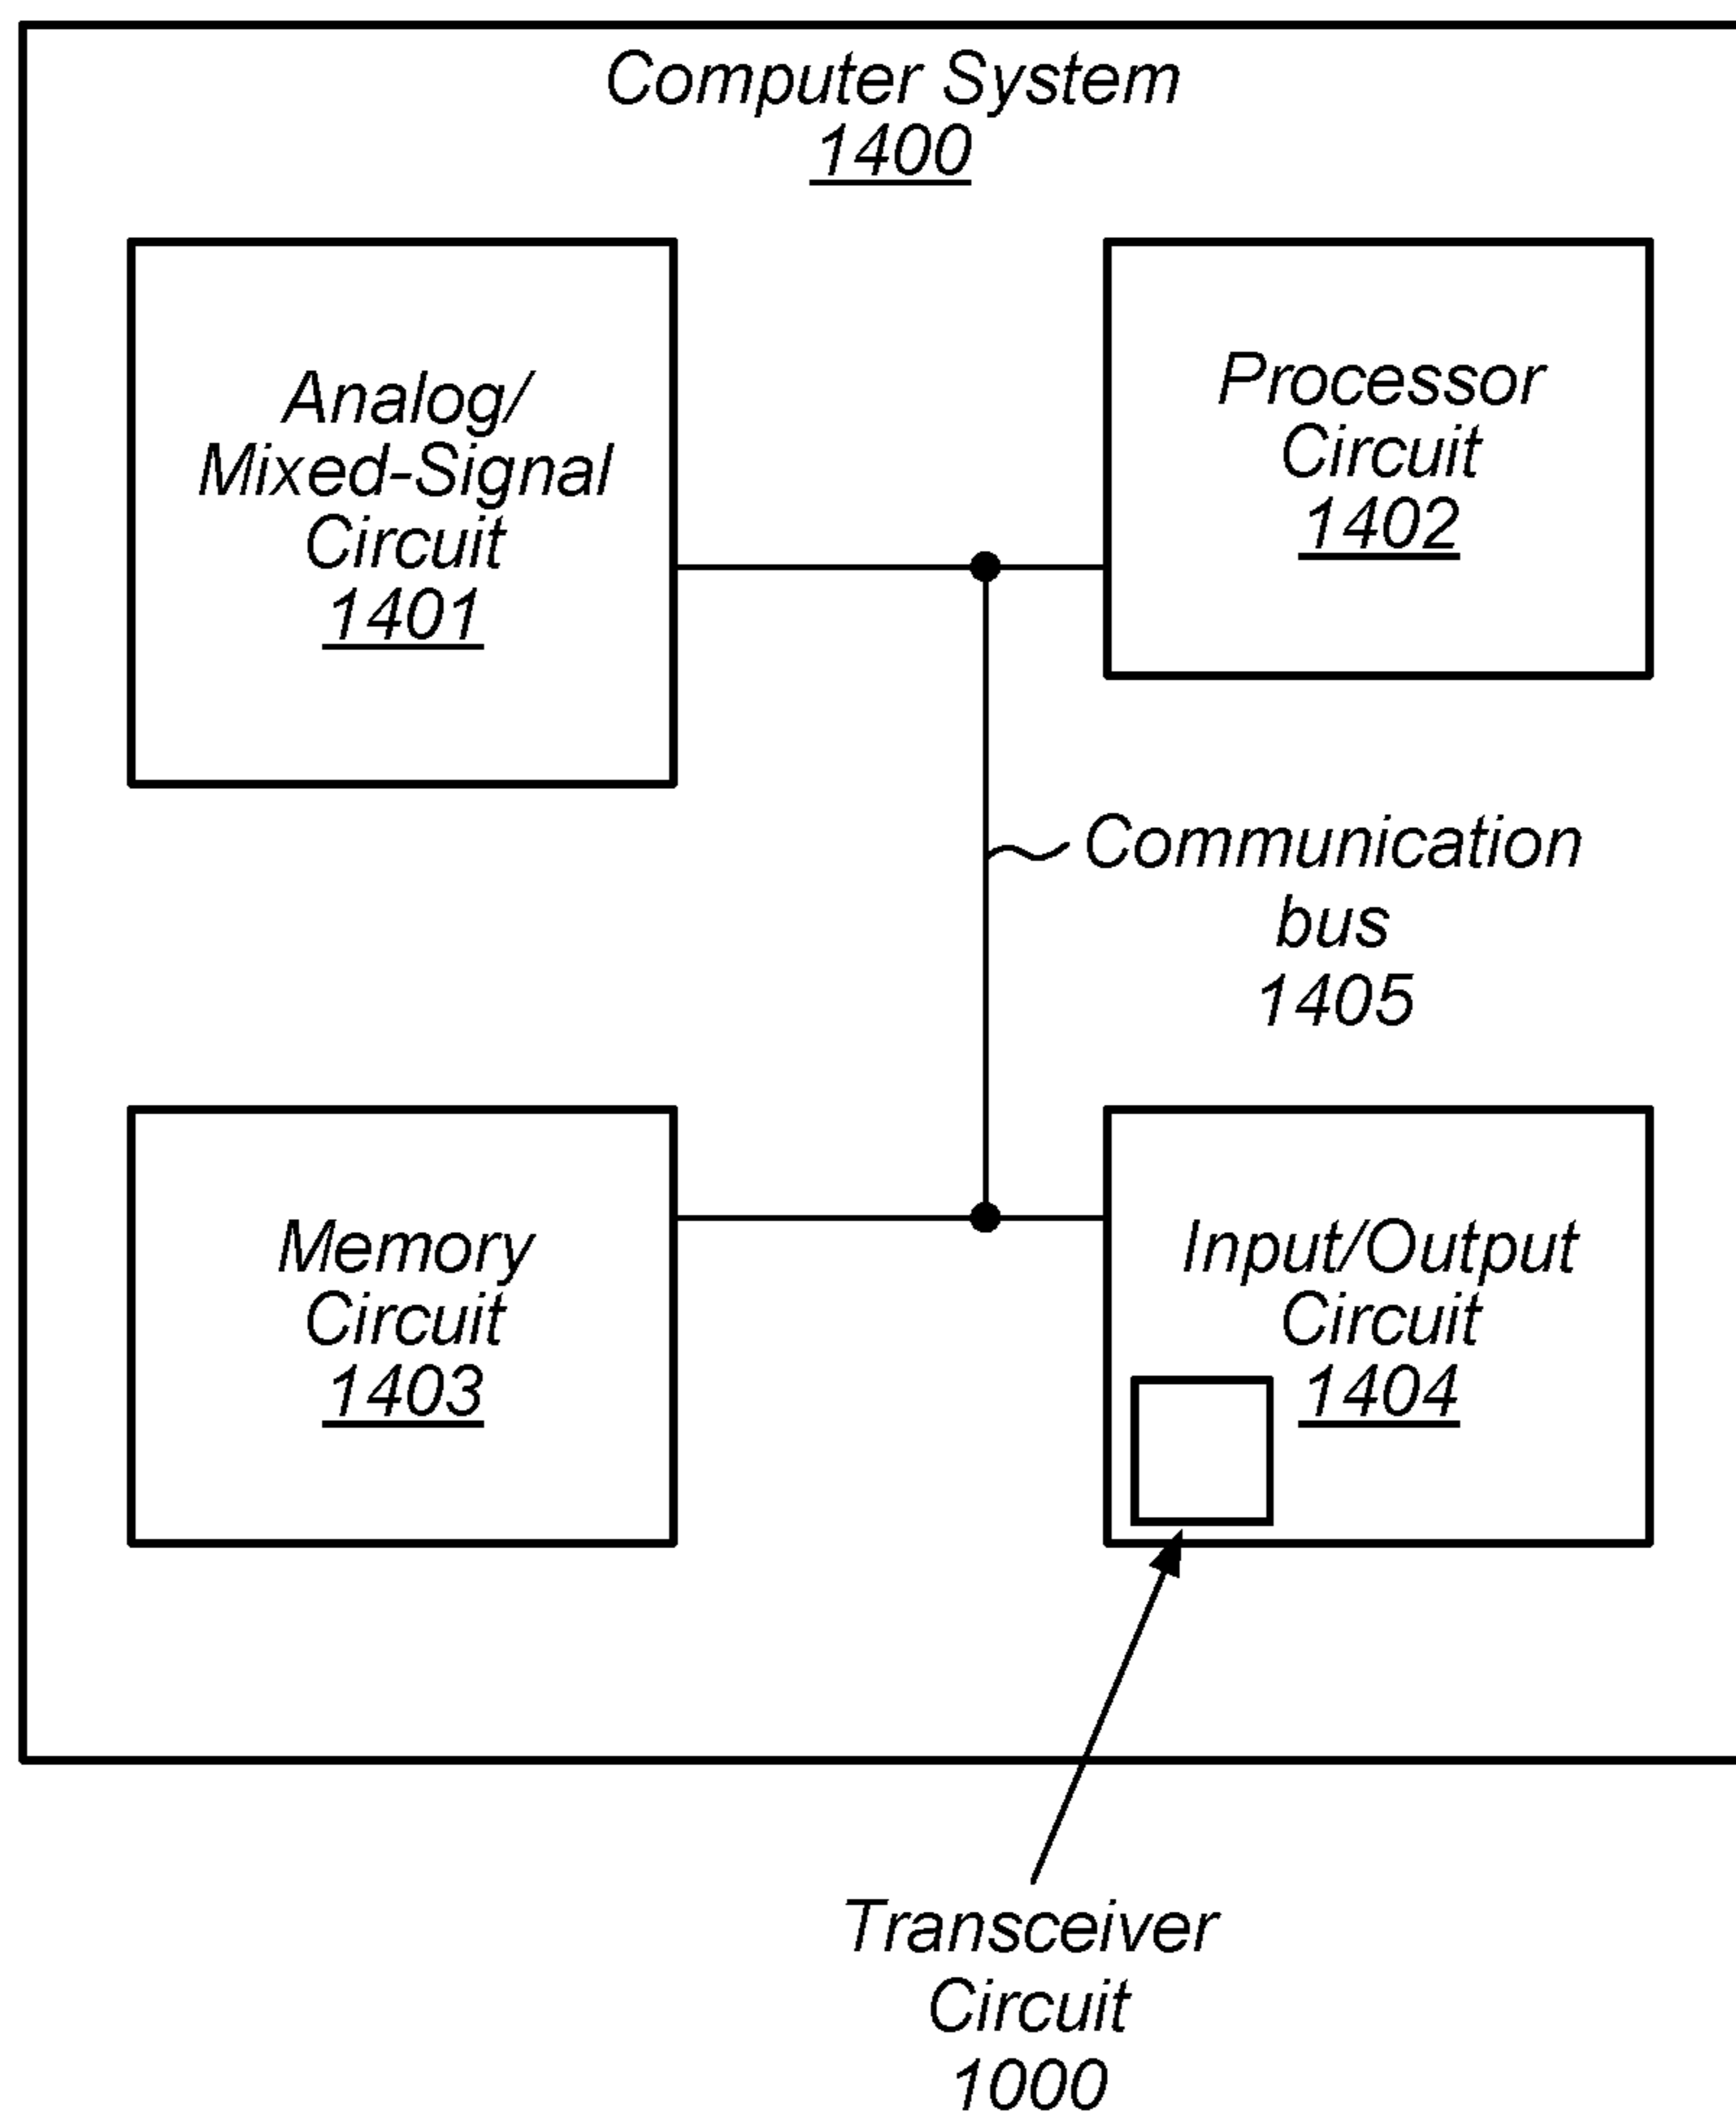 Computer System
1400
Analog/
Mixed-Signal
Circuit
1401
Processor
Circuit
1402
Communication
bus
1405
Memory
Circuit
1403
Input/Output
Circuit
1404
Transceiver
Circuit
1000